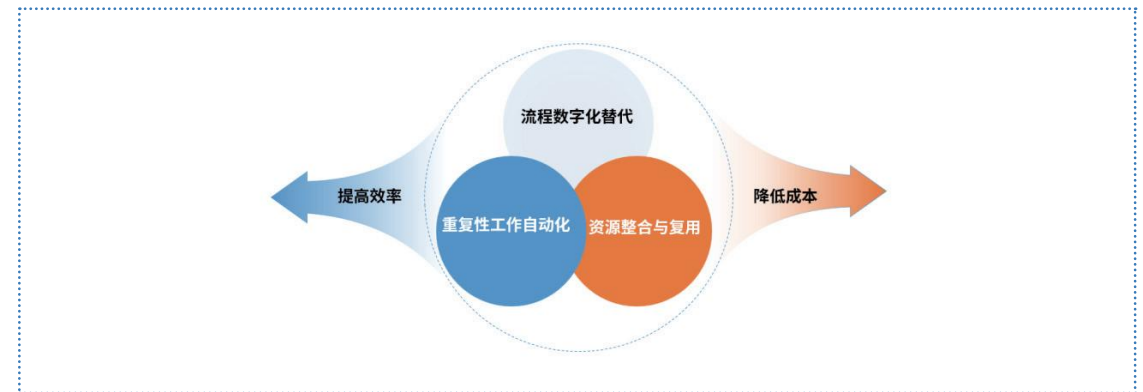 流程数字化替代
提高效率
降低成本
重复性工作自动化
资源整合与复用